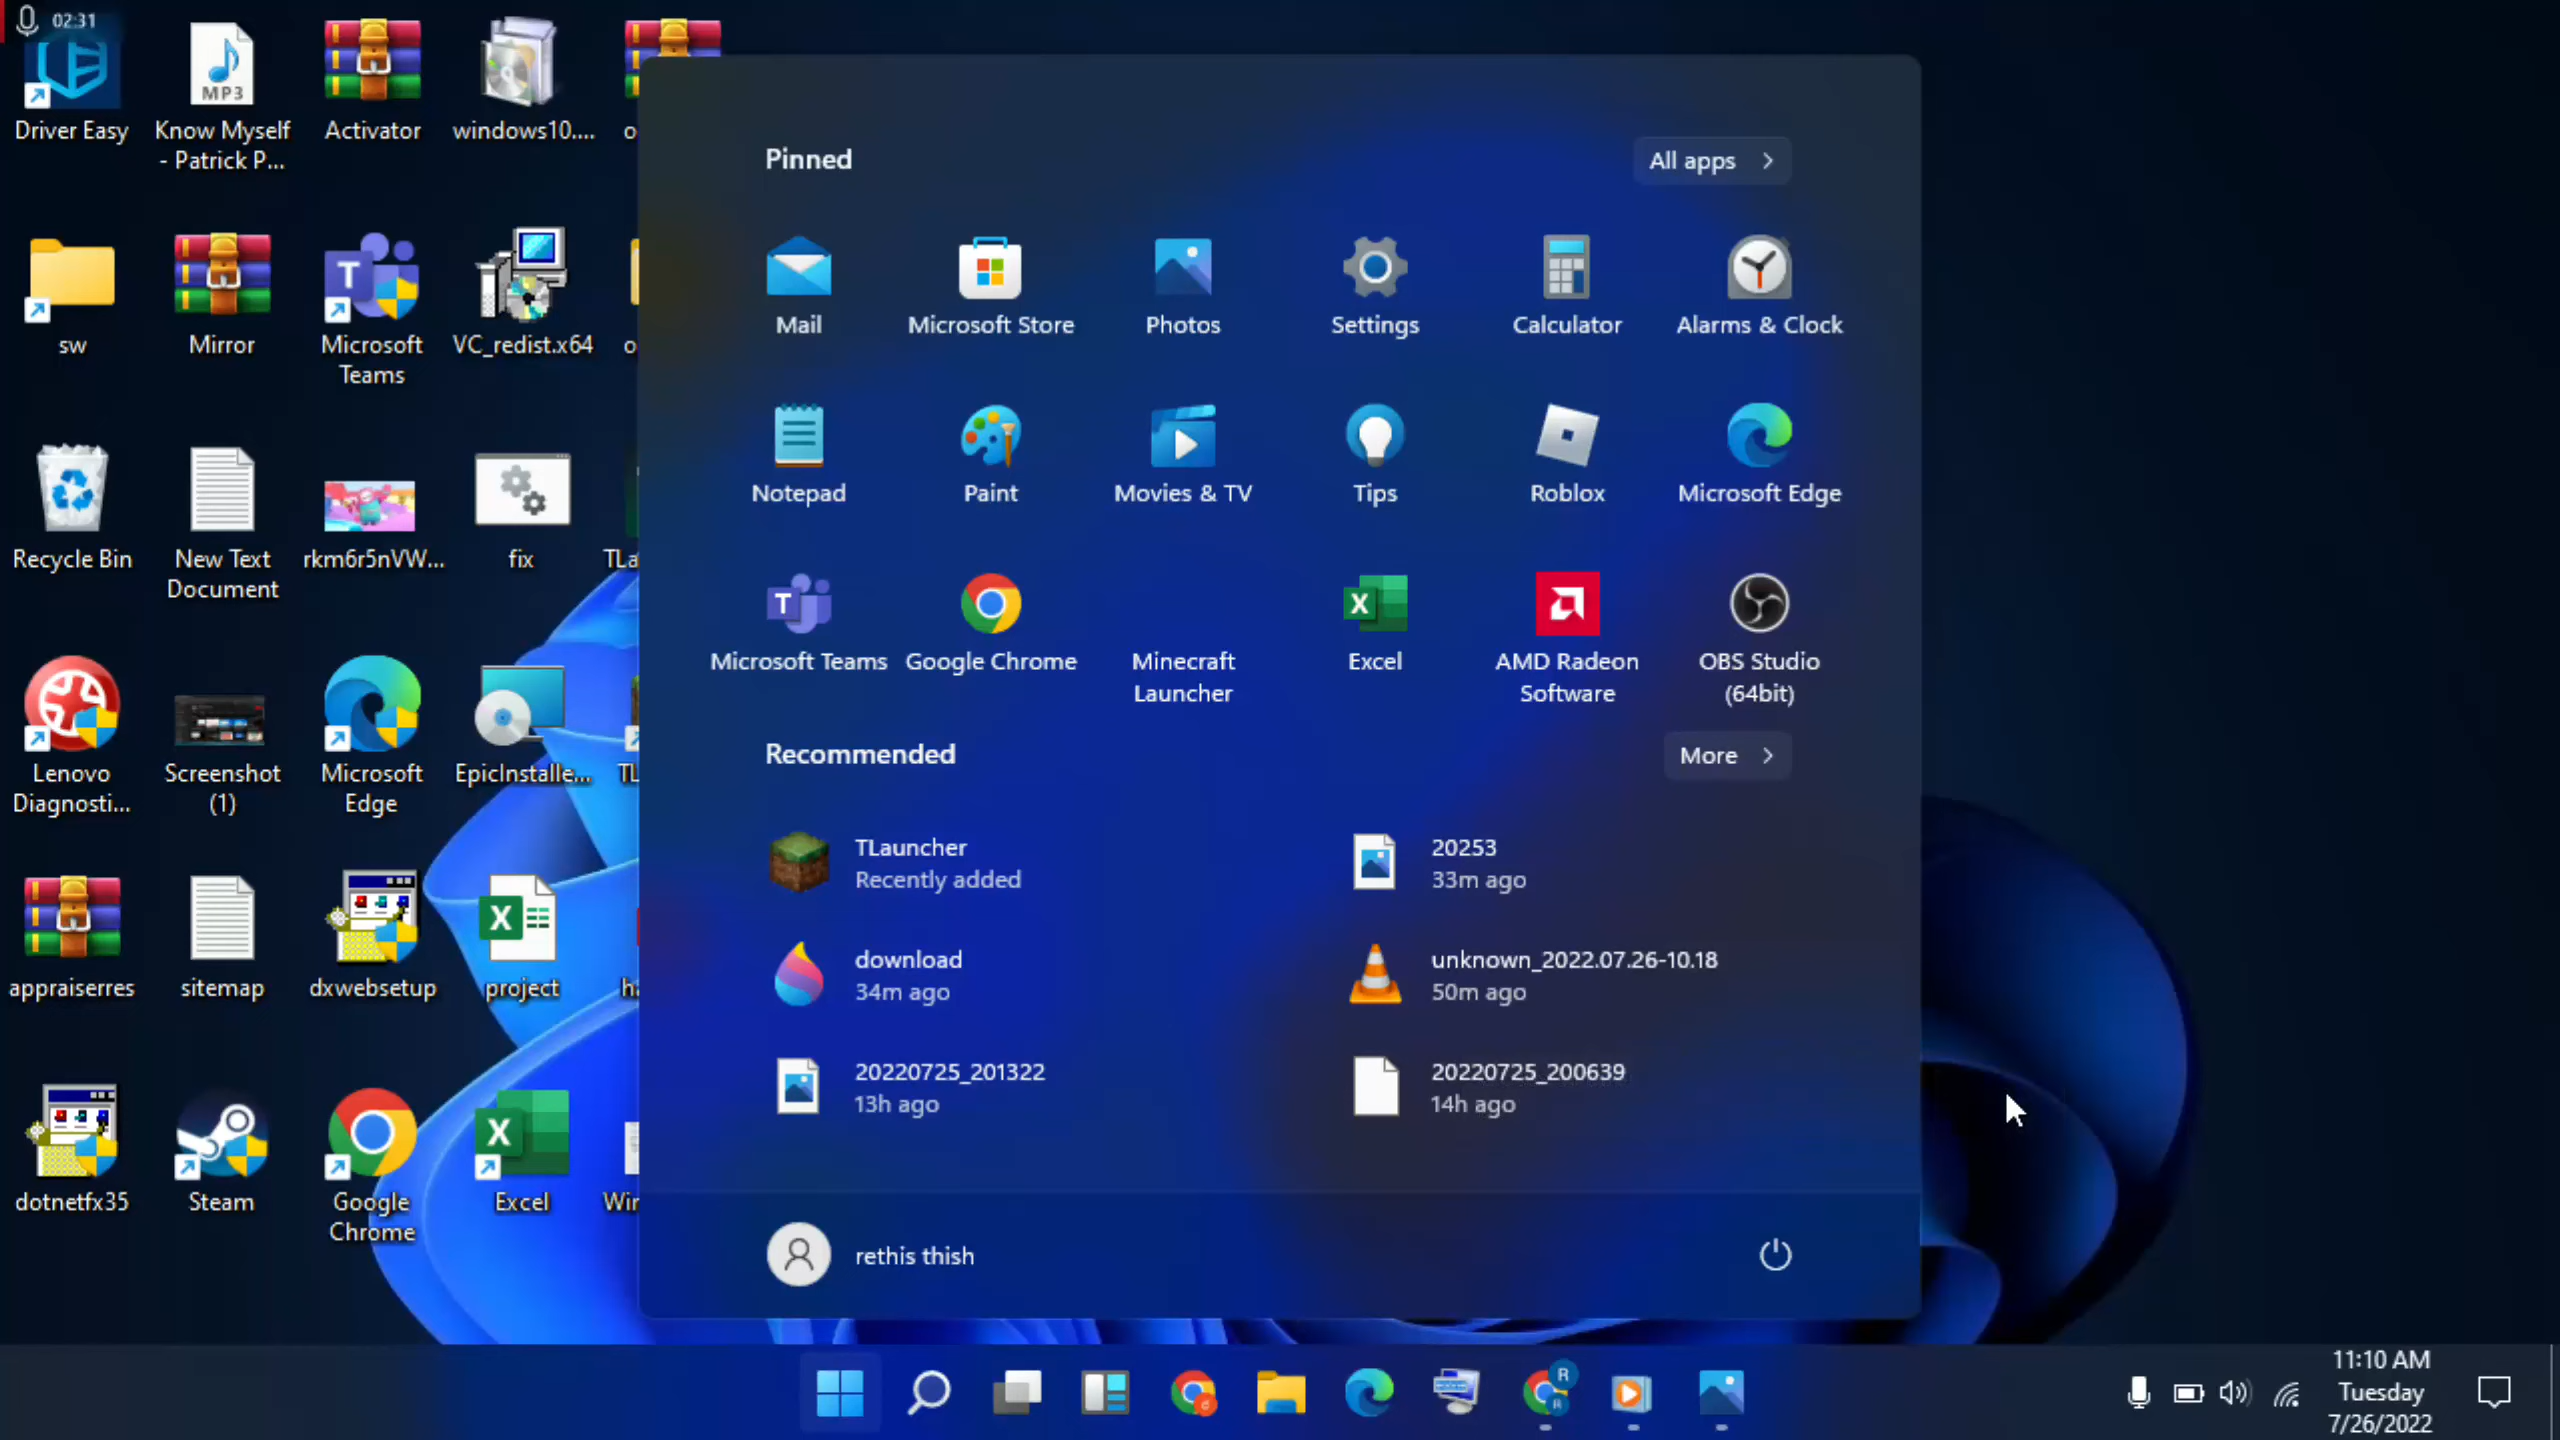 02:31
MP3
Driver Easy
Know Myself
- Patrick P...
Activator
windows10....
sw
Mirror
Microsoft
Teams
VC_redist.x64
Recycle Bin
New Text
Document
rkm6r5nVW...
fix
Lenovo
Diagnosti...
Screenshot
(1)
Microsoft
Edge
EpicInstalle...
appraiserres
sitemap
dxwebsetup
project
dotnetfx35
Steam
Google
Chrome
Excel
Pinned
All apps
Mail
Microsoft Store
Photos
Settings
Calculator
Alarms & Clock
Notepad
Paint
Movies & TV
Tips
Roblox
Microsoft Edge
Microsoft Teams
Google Chrome
Minecraft
Launcher
Excel
AMD Radeon
Software
OBS Studio
(64bit)
Recommended
More
TLauncher
Recently added
20253
33m ago
download
34m ago
unknown_2022.07.26-10.18
50m ago
20220725_201322
13h ago
20220725_200639
14h ago
rethis thish
11:10 AM
Tuesday
7/26/2022